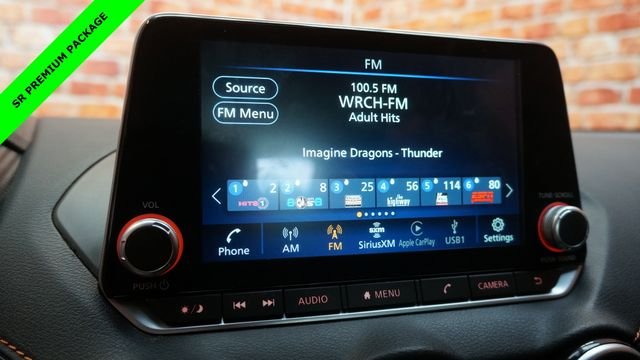 SR PREMIUM PACKAGE
FM
Source
100.5 FM
WRCH-FM
FM Menu
Adult Hits
Imagine Dragons - Thunder
1 2 2 8 3 25 4 56 5 114 6 80
HITS1
VOL
PUSH
TUNE·SCROLL
PUSH SOUND
Phone
AM
FM
sxm
SiriusXM
Apple CarPlay
USB1
Settings
AUDIO
MENU
CAMERA